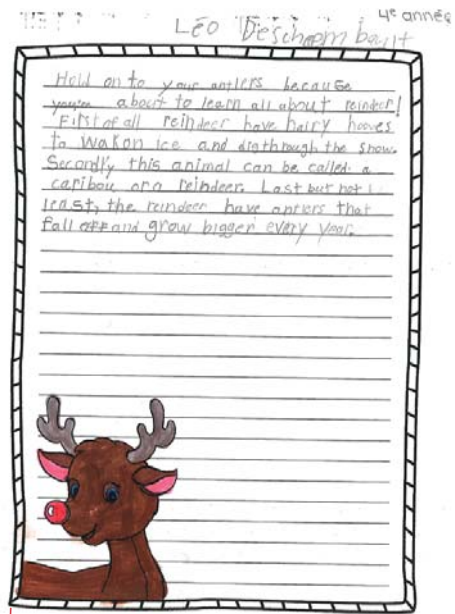 4e année
Léo Deschambault
Hold on to your antlers because
you're about to learn all about reindeer!
First of all reindeer have hairy hooves
to walk on ice and dig through the snow.
Secondly this animal can be called a
caribou or a reindeer. Last but not l
least, the reindeer have antlers that
fall off and grow bigger every year.